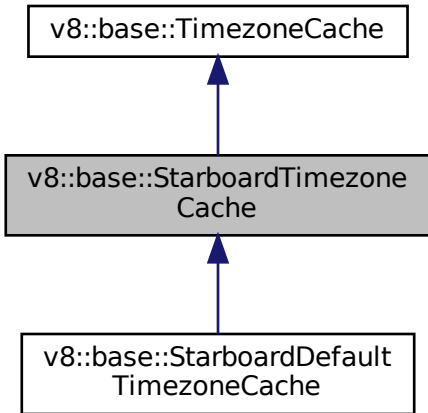 v8::base::TimezoneCache
v8::base::StarboardTimezone
Cache
v8::base::StarboardDefault
TimezoneCache